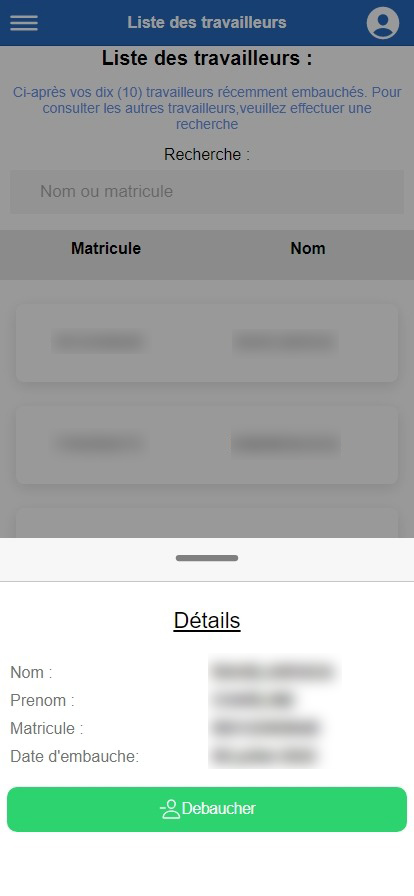 Liste des travailleurs
Liste des travailleurs :
Ci-après vos dix (10) travailleurs récemment embauchés. Pour
consulter les autres travailleurs,veuillez effectuer une
recherche
Recherche :
Nom ou matricule
Matricule Nom
Détails
Nom :
Prenom :
Matricule :
Date d'embauche:
Debaucher